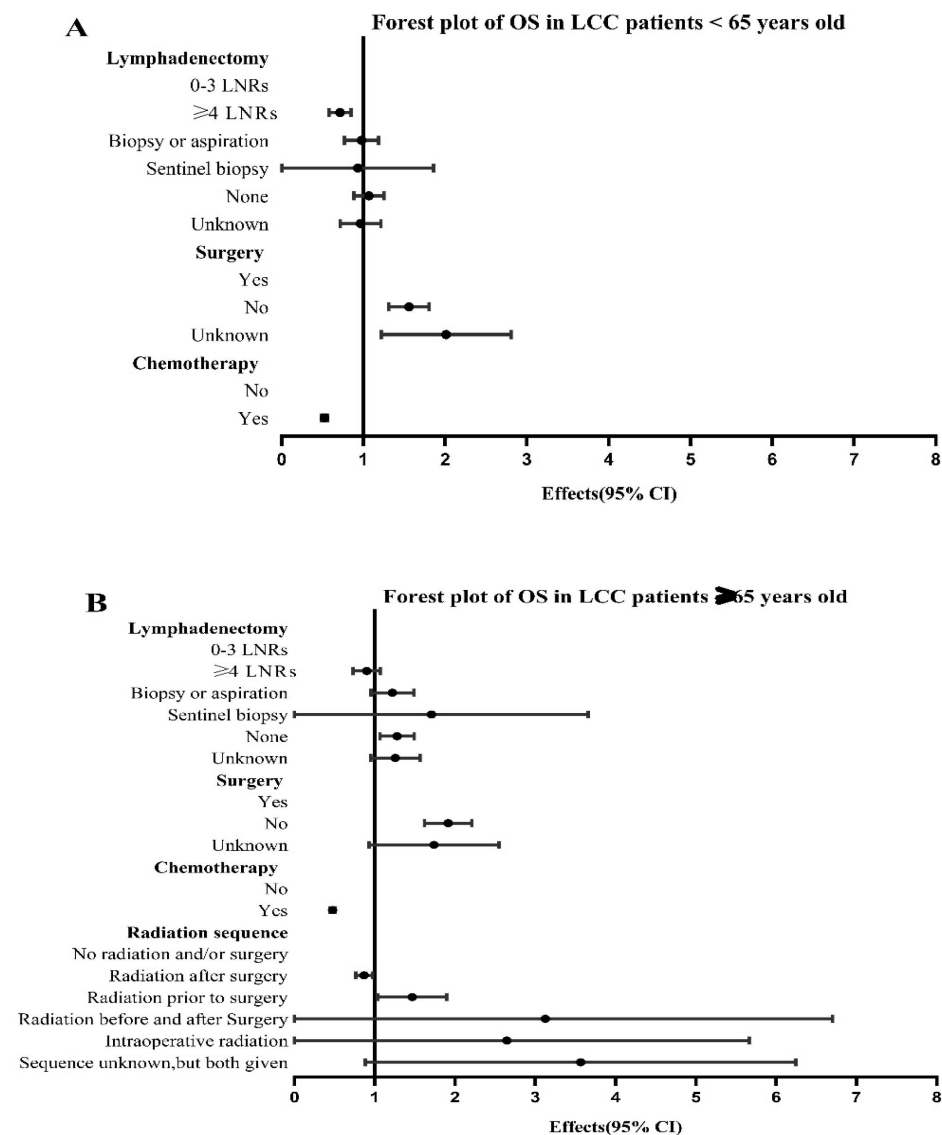 A
Forest plot of OS in LCC patients < 65 years old
Lymphadenectomy
0-3 LNRs
≥4 LNRs
Biopsy or aspiration
Sentinel biopsy
None
Unknown
Surgery
Yes
No
Unknown
Chemotherapy
No
Yes
0 1 2 3 4 5 6 7 8
Effects(95% CI)
B
Forest plot of OS in LCC patients 65 years old
Lymphadenectomy
0-3 LNRs
≥4 LNRs
Biopsy or aspiration
Sentinel biopsy
None
Unknown
Surgery
Yes
No
Unknown
Chemotherapy
No
Yes
Radiation sequence
No radiation and/or surgery
Radiation after surgery
Radiation prior to surgery
Radiation before and after Surgery
Intraoperative radiation
Sequence unknown,but both given
0 1 2 3 4 5 6 7 8
Effects(95% CI)